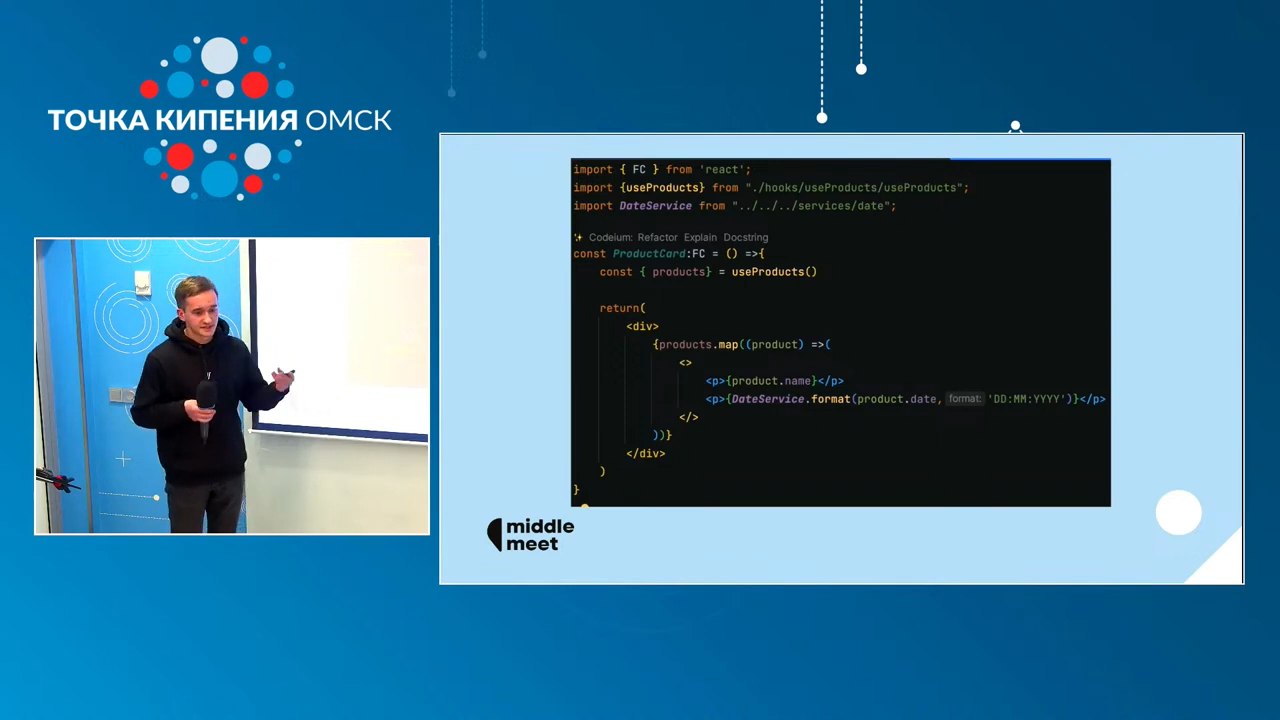 ТОЧКА КИПЕНИЯ ОМСК
import { FC } from 'react';
import {useProducts} from "./hooks/useProducts/useProducts";
import DateService from "../../../services/date";
Codeium: Refactor Explain Docstring
const ProductCard:FC = () =>{
const { products} = useProducts()
return(
<div>
{products.map((product) =>(
<>
<p>{product.name}</p>
<p>{DateService.format(product.date, format: 'DD:MM:YYYY')}</p>
</>
))}
</div>
)
}
middle
meet